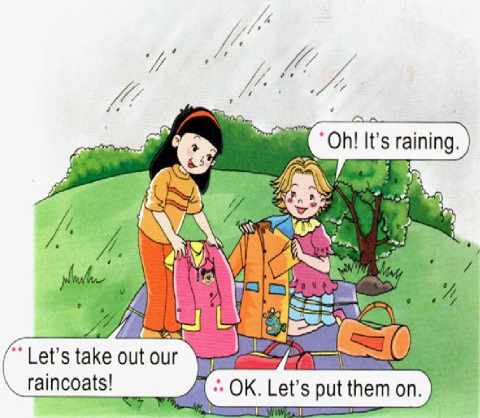 Oh! It's raining.
Let's take out our
raincoats!
OK. Let's put them on.